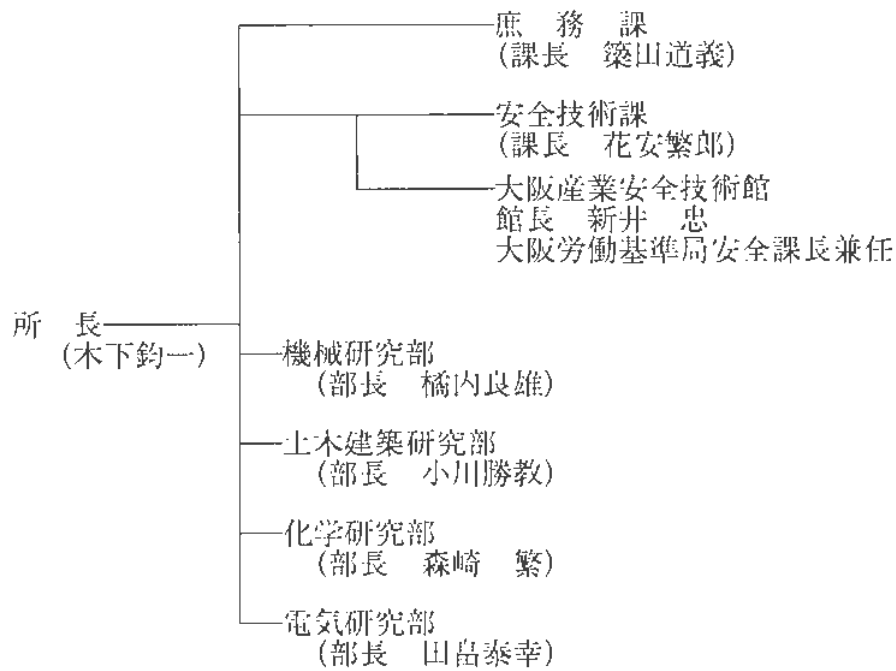 庶　務　課
(課長　築山道義)
安全技術課
(課長　花安繁郎)
大阪産業安全技術館
館長　新井　忠
大阪労働基準局安全課長兼任
所　長
(木下鈞一)
機械研究部
(部長　橋内良雄)
土木建築研究部
(部長　小川勝教)
化学研究部
(部長　森崎　繁)
電気研究部
(部長　田畠泰幸)